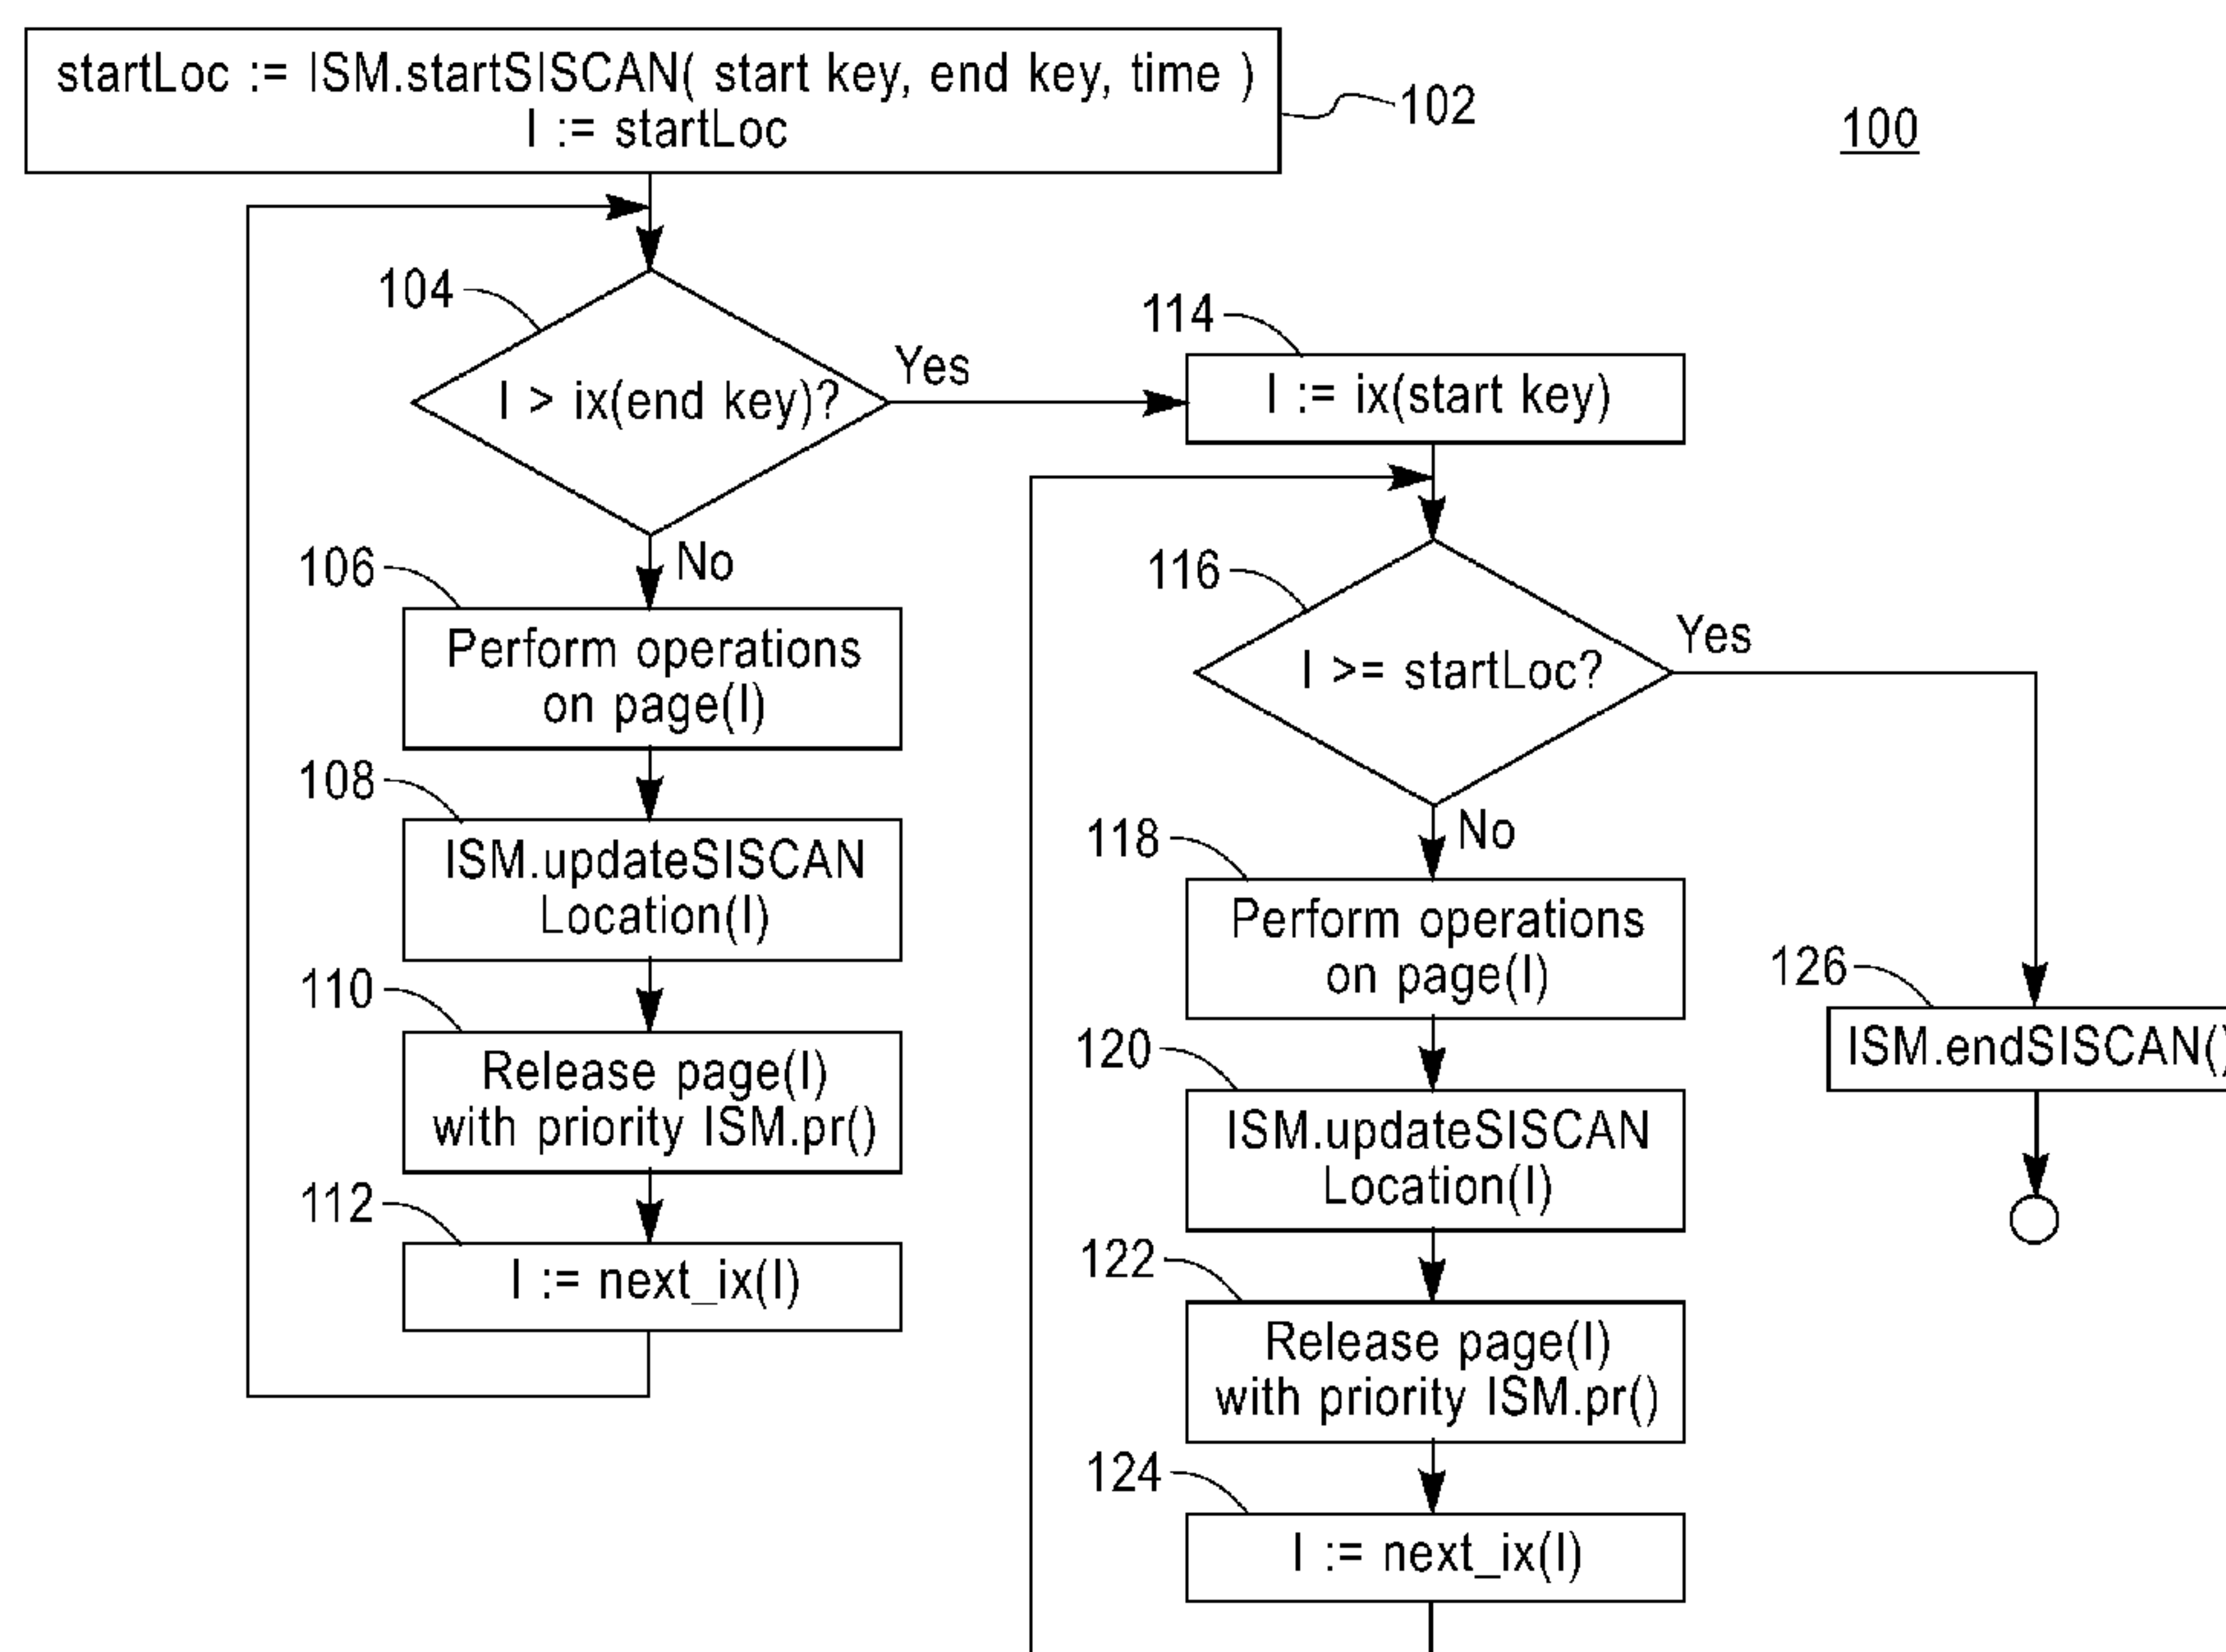 startLoc := ISM.startSISCAN( start key, end key, time )
I := startLoc
102
100
104
I > ix(end key)?
Yes
No
106
Perform operations
on page(I)
108
ISM.updateSISCAN
Location(I)
110
Release page(I)
with priority ISM.pr()
112
I := next_ix(I)
114
I := ix(start key)
116
I >= startLoc?
Yes
No
118
Perform operations
on page(I)
120
ISM.updateSISCAN
Location(I)
122
Release page(I)
with priority ISM.pr()
124
I := next_ix(I)
126
ISM.endSISCAN()